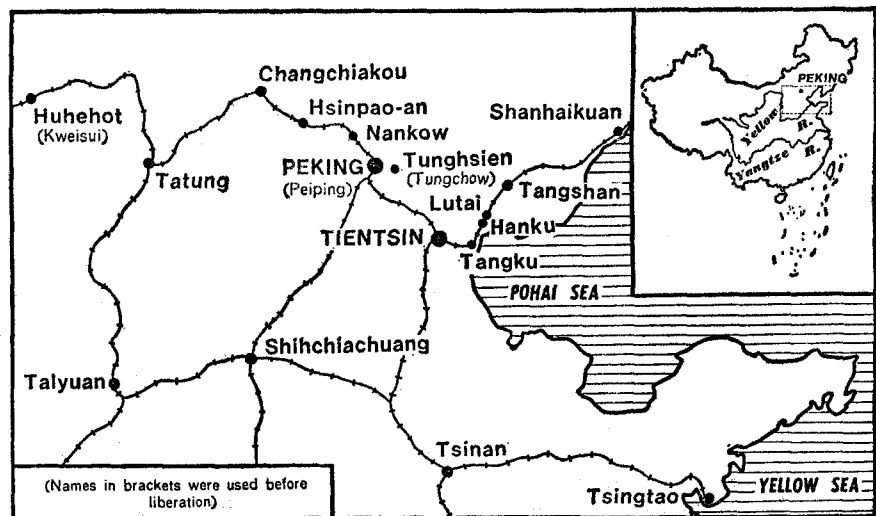 Changchiakou
Huhehot
(Kweisui)
Hsinpao-an
Nankow
Shanhaikuan
Tatung
PEKING
(Peiping)
Tunghsien
(Tungchow)
Tangshan
Lutai
Hanku
TIENTSIN
Tangku
POHAI SEA
Shihchiachuang
Taiyuan
Tsinan
Tsingtao
YELLOW SEA
(Names in brackets were used before
liberation)
PEKING
Yellow R.
Yangtze R.